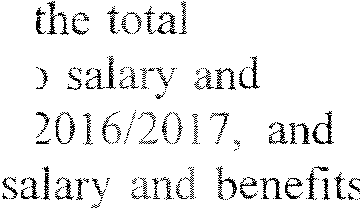 the total
salary and
2016/2017, and
salary and benefits